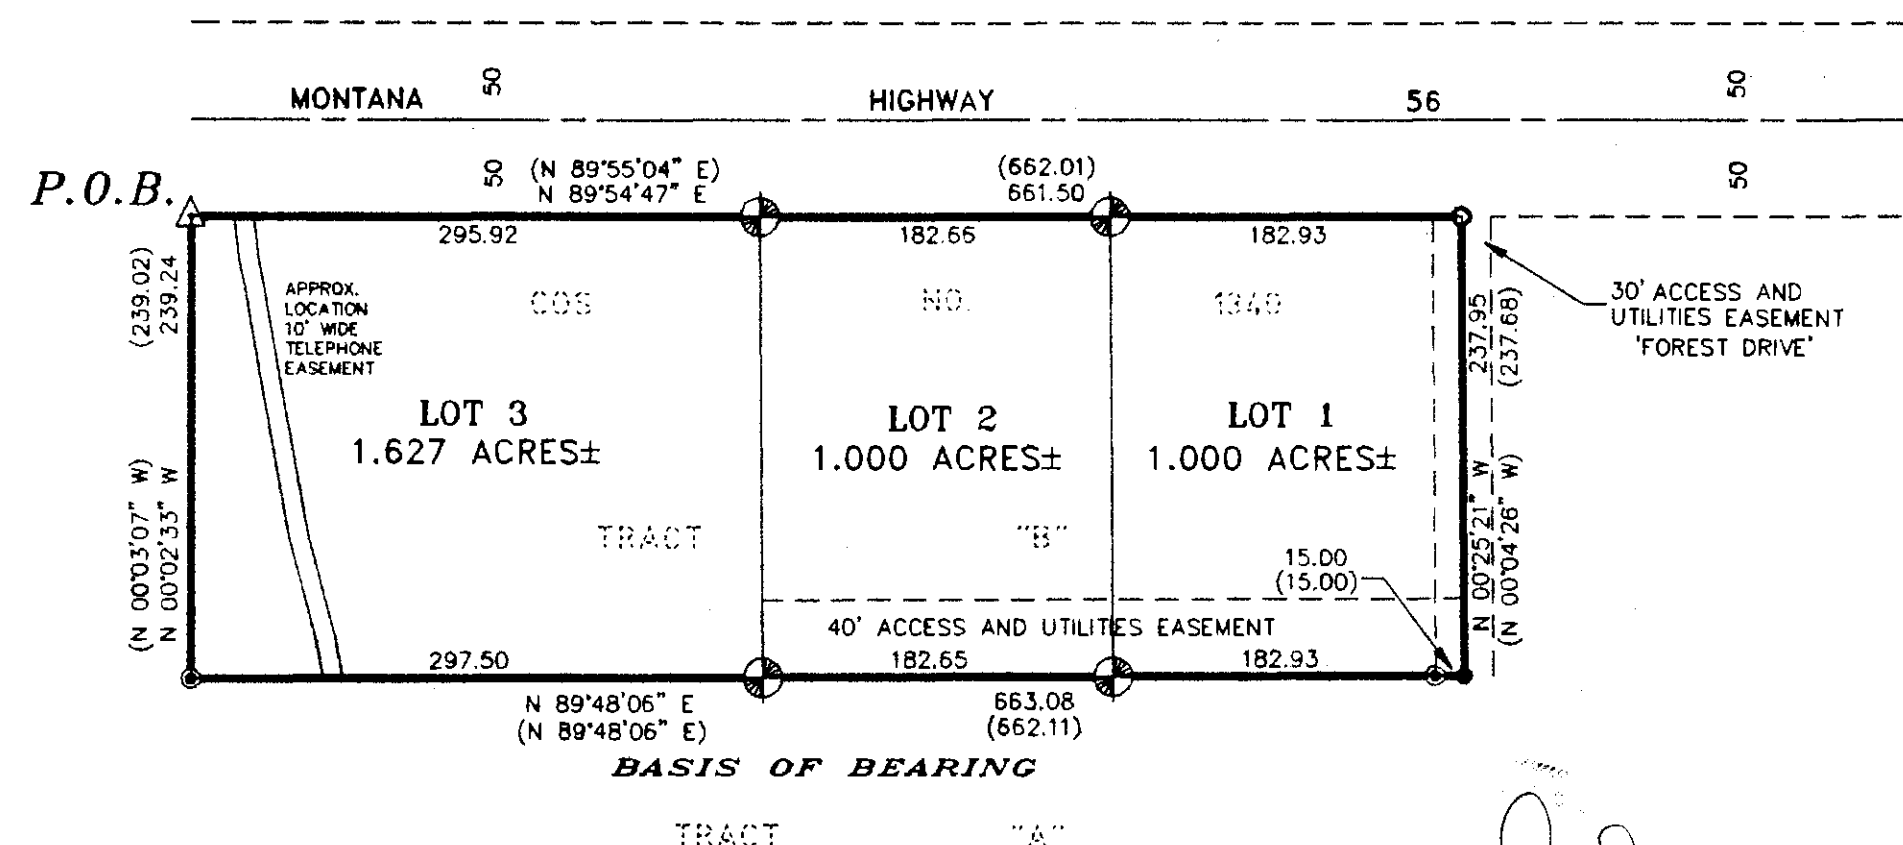 MONTANA HIGHWAY 56
50
50
50
50
P.O.B.
(N 89°55'04" E)
N 89°54'47" E
(662.01)
661.50
295.92
182.66
182.93
(239.02)
239.24
APPROX.
LOCATION
10' WIDE
TELEPHONE
EASEMENT
COS NO. 1340
237.95
(237.68)
30' ACCESS AND
UTILITIES EASEMENT
'FOREST DRIVE'
LOT 3
1.627 ACRES±
LOT 2
1.000 ACRES±
LOT 1
1.000 ACRES±
(N 00°03'07" W)
N 00°02'33" W
TRACT "B"
15.00
(15.00)
N 00°25'21" W
(N 00°04'26" W)
40' ACCESS AND UTILITIES EASEMENT
297.50
182.65
182.93
N 89°48'06" E
(N 89°48'06" E)
663.08
(662.11)
BASIS OF BEARING
TRACT "A"